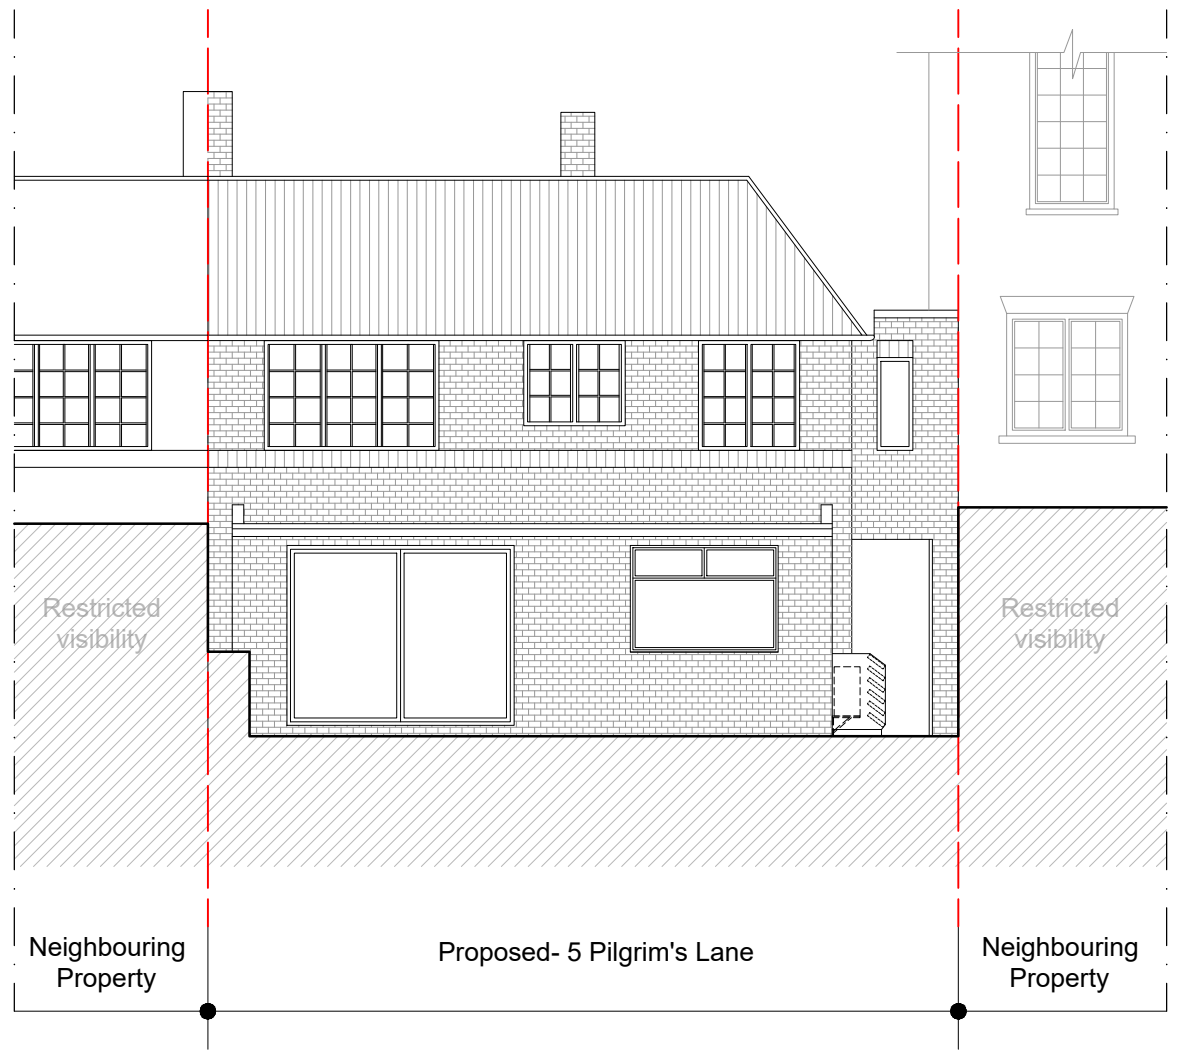 Restricted
visibility
Restricted
visibility
Neighbouring
Property
Proposed- 5 Pilgrim's Lane
Neighbouring
Property